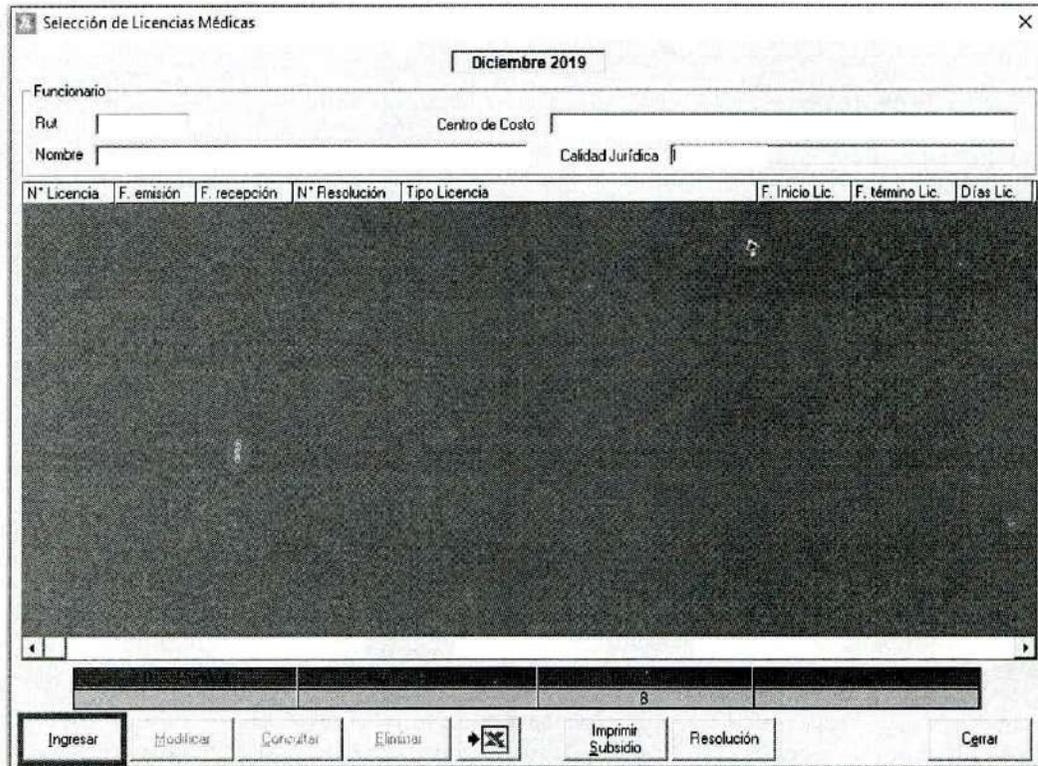 Selección de Licencias Médicas
Diciembre 2019
Funcionario
Rut Centro de Costo
Nombre Calidad Jurídica
N° Licencia F. emisión F. recepción N° Resolución Tipo Licencia F. Inicio Lic. F. término Lic. Días Lic.
Ingresar Modificar Consultar Eliminar Imprimir Subsidio Resolución Cerrar